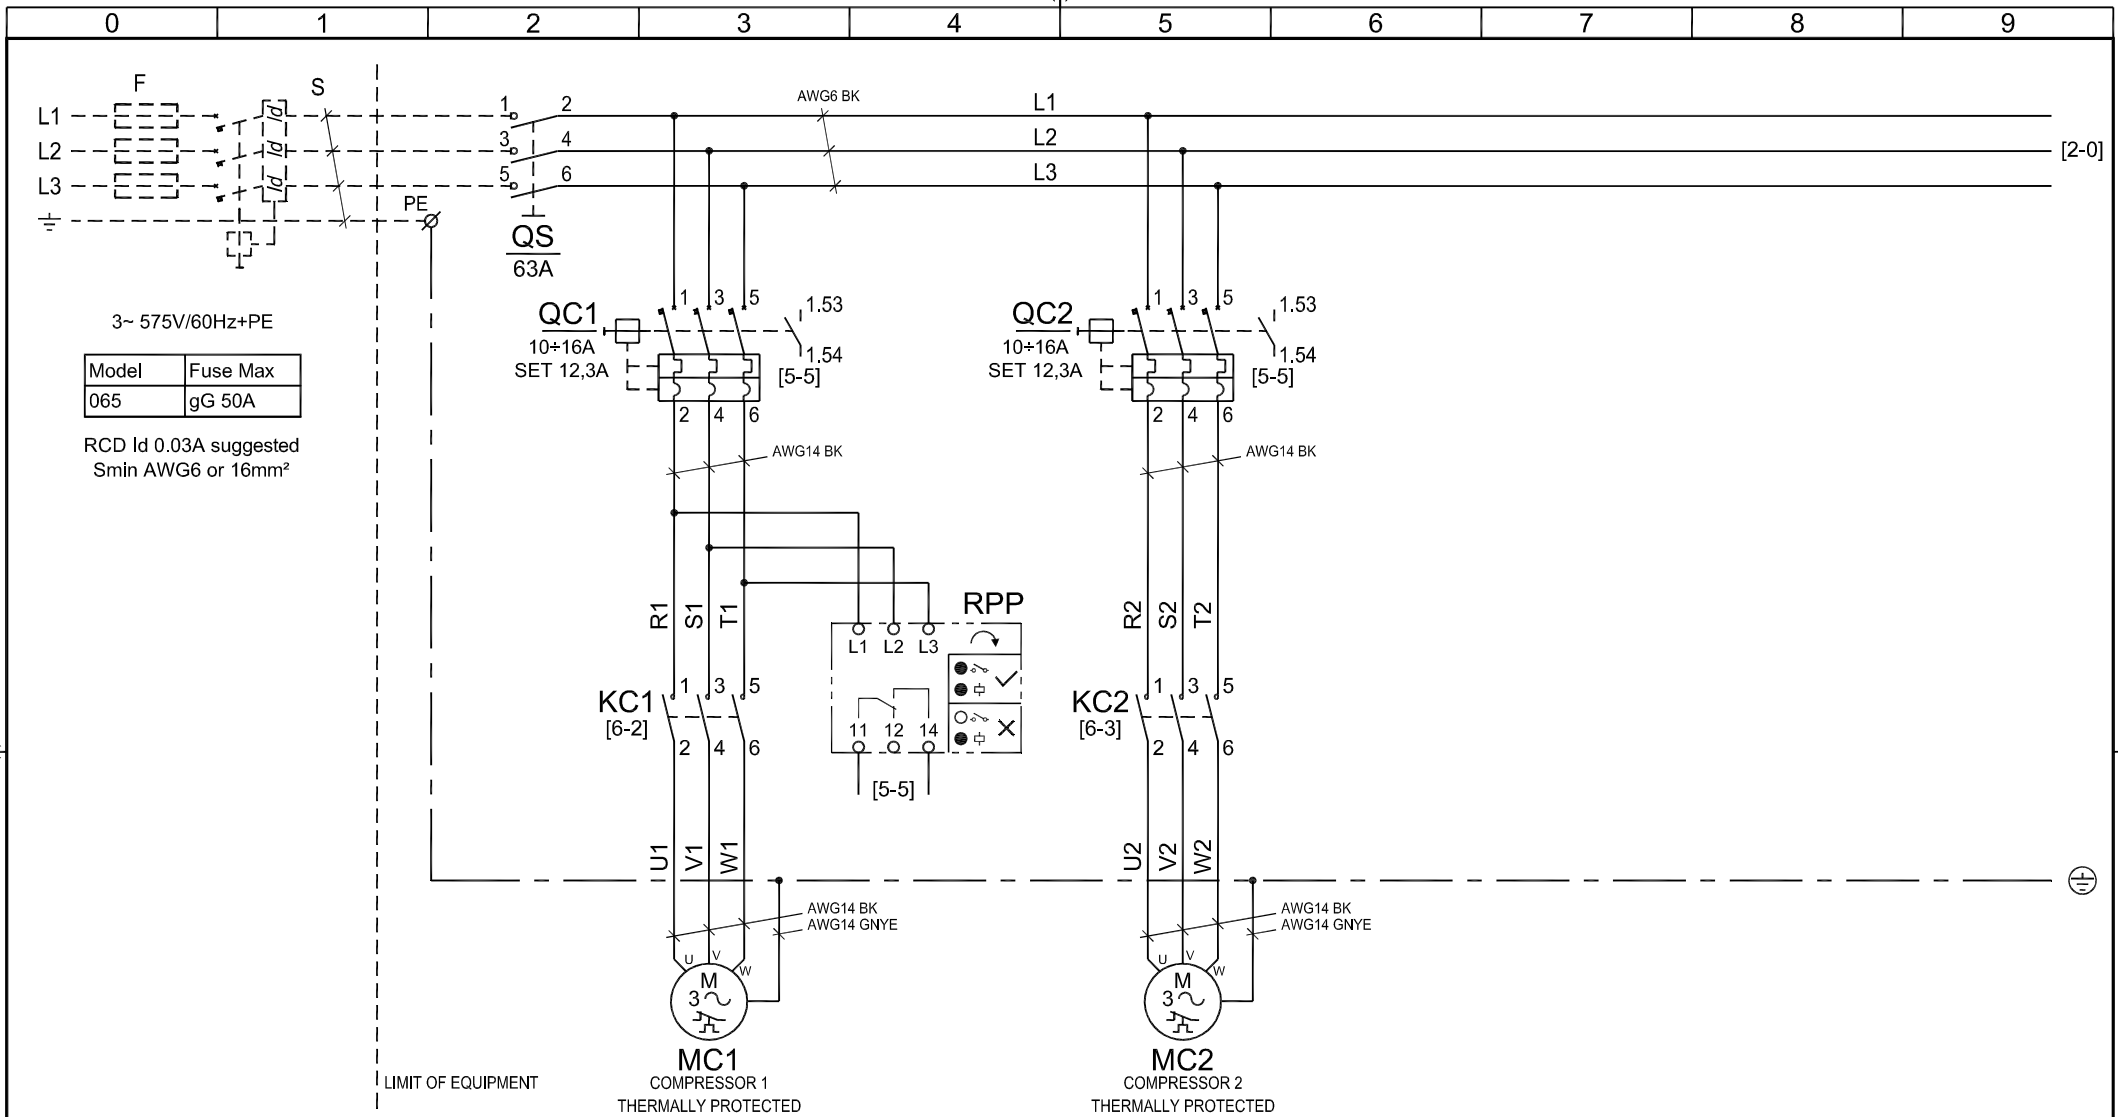 0 1 2 3 4 5 6 7 8 9
F S
L1 Id 1 2 AWG6 BK L1
L2 Id 3 4 L2 [2-0]
L3 Id 5 6 L3
PE
QS
63A
3~ 575V/60Hz+PE
Model Fuse Max
065 gG 50A
RCD Id 0.03A suggested
Smin AWG6 or 16mm²
QC1 1 3 5 1.53
10÷16A
SET 12,3A 1.54
[5-5]
2 4 6
AWG14 BK
QC2 1 3 5 1.53
10÷16A
SET 12,3A 1.54
[5-5]
2 4 6
AWG14 BK
R1 S1 T1
RPP
L1 L2 L3
11 12 14
[5-5]
R2 S2 T2
KC1 1 3 5
[6-2]
2 4 6
KC2 1 3 5
[6-3]
2 4 6
U1 V1 W1
U2 V2 W2
AWG14 BK
AWG14 GNYE
AWG14 BK
AWG14 GNYE
U V W
M
3
U V W
M
3
MC1
COMPRESSOR 1
THERMALLY PROTECTED
MC2
COMPRESSOR 2
THERMALLY PROTECTED
LIMIT OF EQUIPMENT